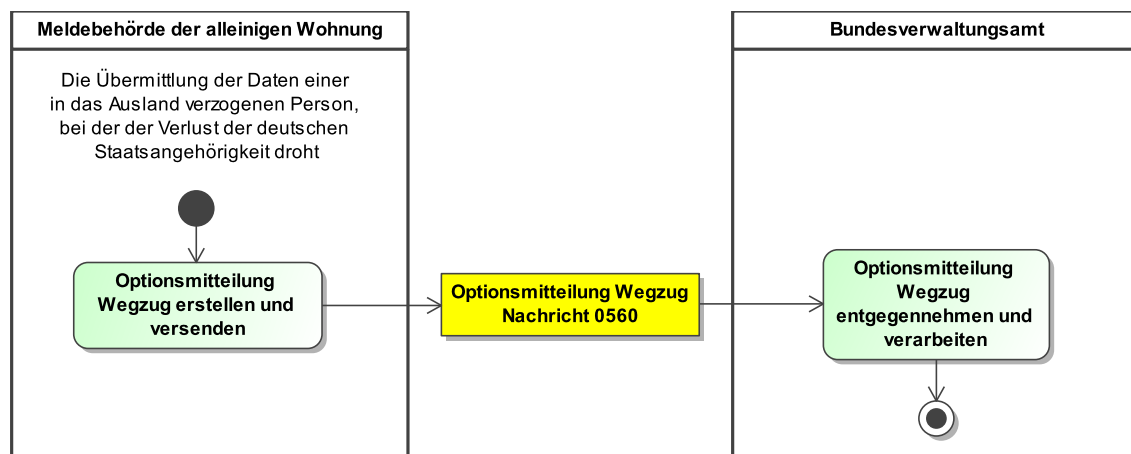 Meldebehörde der alleinigen Wohnung
Die Übermittlung der Daten einer
in das Ausland verzogenen Person,
bei der der Verlust der deutschen
Staatsangehörigkeit droht
Optionsmitteilung
Wegzug erstellen und
versenden
Optionsmitteilung Wegzug
Nachricht 0560
Bundesverwaltungsamt
Optionsmitteilung
Wegzug
entgegennehmen und
verarbeiten